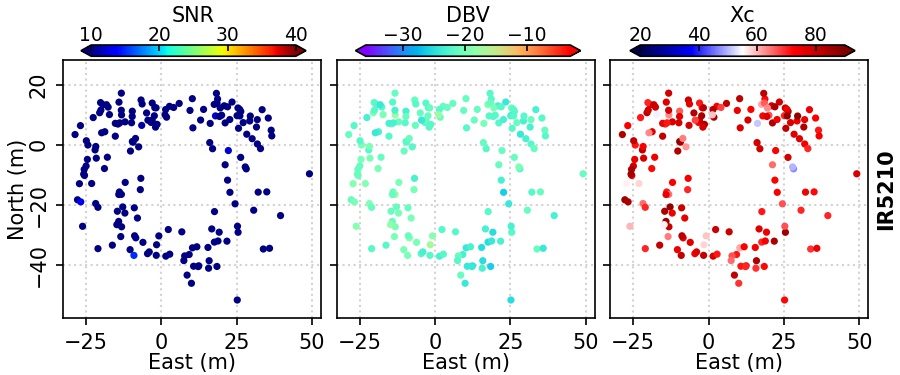 SNR DBV Xc
10 20 30 40 −30 −20 −10 20 40 60 80
20
0
−20
−40
North (m)
IR5210
−25 0 25 50 −25 0 25 50 −25 0 25 50
East (m) East (m) East (m)